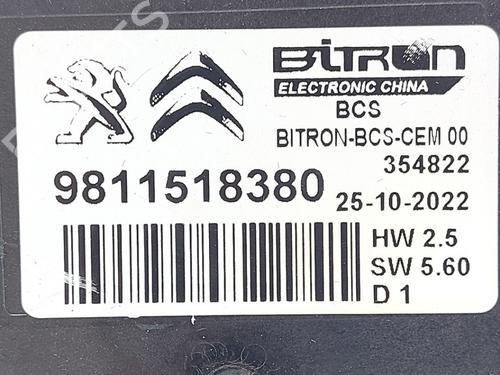 BiTRON
ELECTRONIC CHINA
BCS
BITRON-BCS-CEM 00
354822
9811518380
25-10-2022
HW 2.5
SW 5.60
D 1